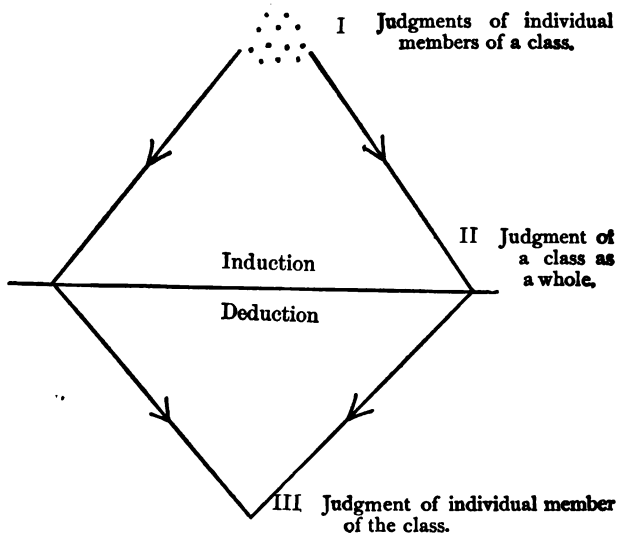 I Judgments of individual
members of a class.
II Judgment of
a class as
a whole.
Induction
Deduction
III Judgment of individual member
of the class.